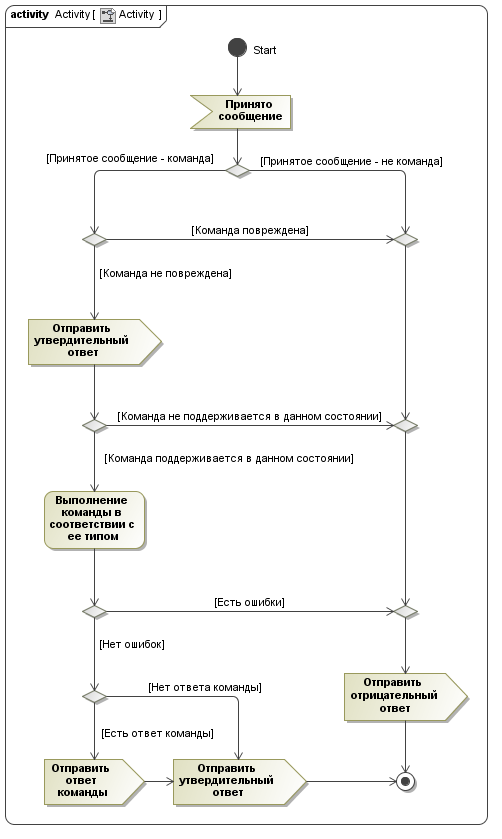 activity Activity [ Activity ]
Start
Принято
сообщение
[Принятое сообщение - команда]
[Принятое сообщение - не команда]
[Команда повреждена]
[Команда не повреждена]
Отправить
утвердительный
ответ
[Команда не поддерживается в данном состоянии]
[Команда поддерживается в данном состоянии]
Выполнение
команды в
соответствии с
ее типом
[Есть ошибки]
[Нет ошибок]
Отправить
отрицательный
ответ
[Нет ответа команды]
[Есть ответ команды]
Отправить
ответ
команды
Отправить
утвердительный
ответ